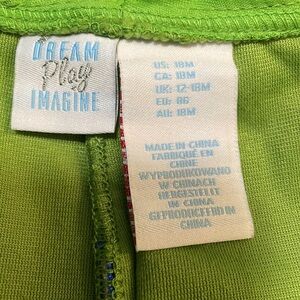 DREAM
Play
IMAGINE
US: 18M
CA: 18M
UK: 12-18M
EU: 86
AU: 18M
MADE IN CHINA
FABRIQUÉ EN
CHINE
WYPRODUKOWANO
W CHINACH
HERGESTELLT IN
CHINA
GEPRODUCEERD IN
CHINA